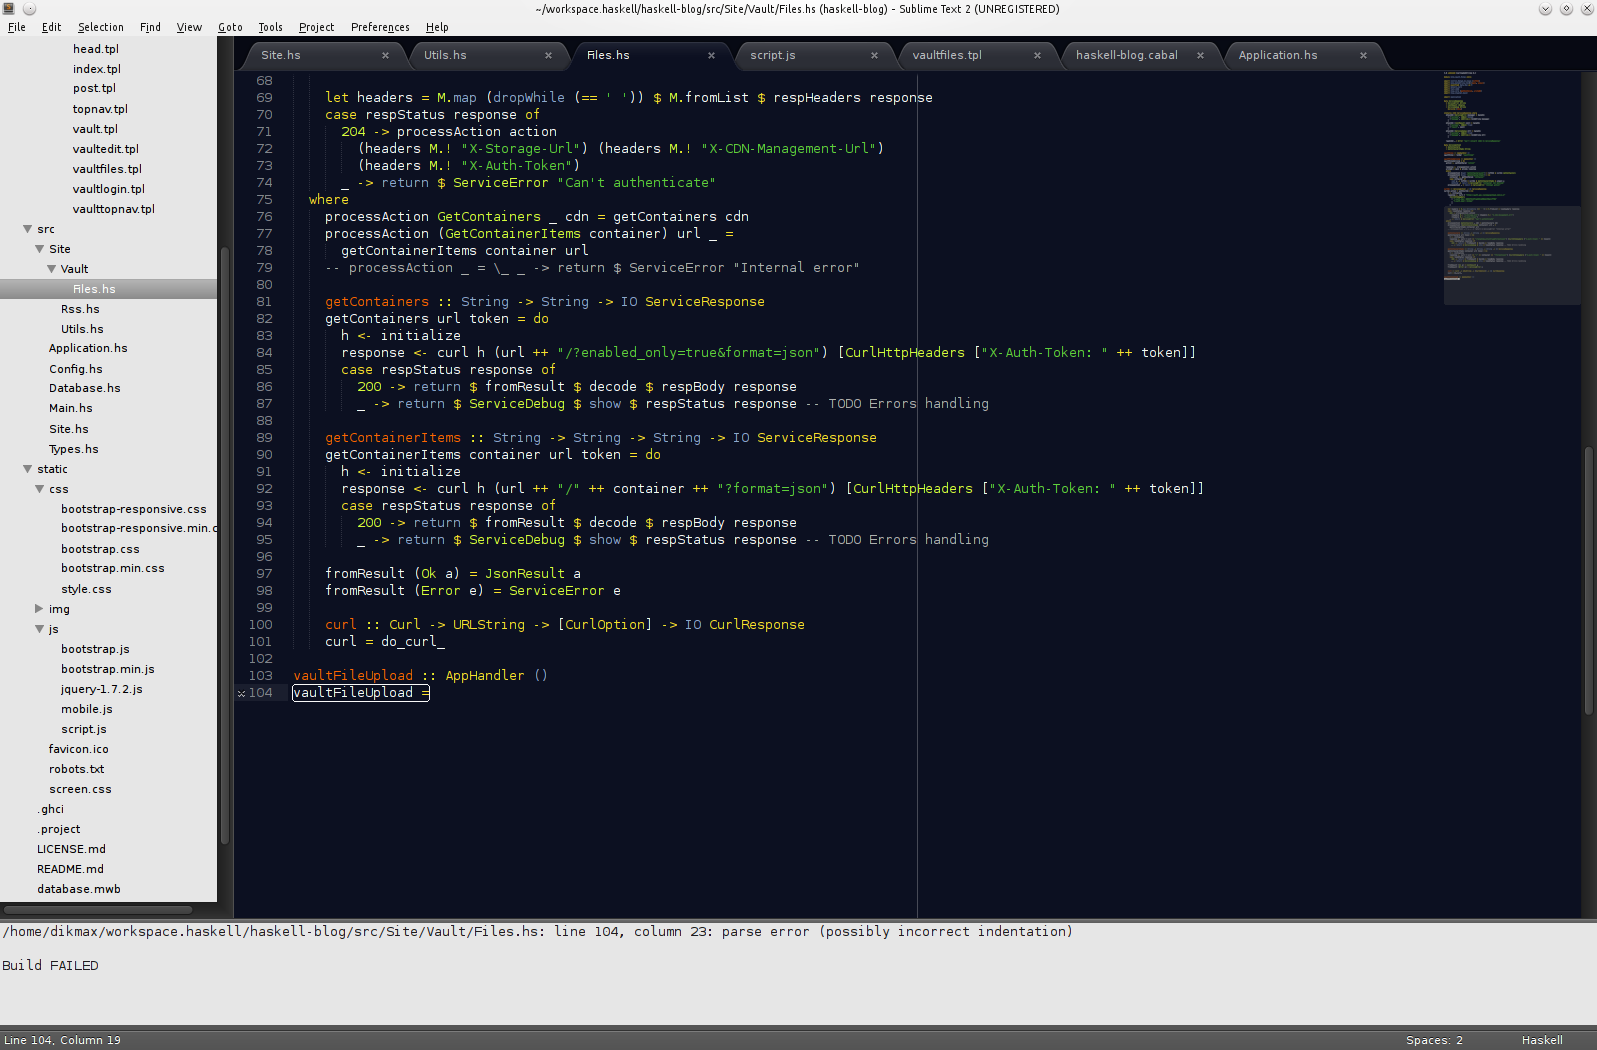 ~/workspace.haskell/haskell-blog/src/Site/Vault/Files.hs (haskell-blog) - Sublime Text 2 (UNREGISTERED)
File Edit Selection Find View Goto Tools Project Preferences Help
head.tpl
index.tpl
post.tpl
topnav.tpl
vault.tpl
vaultedit.tpl
vaultfiles.tpl
vaultlogin.tpl
vaulttopnav.tpl
src
Site
Vault
Files.hs
Rss.hs
Utils.hs
Application.hs
Config.hs
Database.hs
Main.hs
Site.hs
Types.hs
static
css
bootstrap-responsive.css
bootstrap-responsive.min.c
bootstrap.css
bootstrap.min.css
style.css
img
js
bootstrap.js
bootstrap.min.js
jquery-1.7.2.js
mobile.js
script.js
favicon.ico
robots.txt
screen.css
.ghci
.project
LICENSE.md
README.md
database.mwb
Site.hs Utils.hs Files.hs script.js vaultfiles.tpl haskell-blog.cabal Application.hs
68
69 let headers = M.map (dropWhile (== ' ')) $ M.fromList $ respHeaders response
70 case respStatus response of
71 204 -> processAction action
72 (headers M.! "X-Storage-Url") (headers M.! "X-CDN-Management-Url")
73 (headers M.! "X-Auth-Token")
74 _ -> return $ ServiceError "Can't authenticate"
75 where
76 processAction GetContainers _ cdn = getContainers cdn
77 processAction (GetContainerItems container) url _ =
78 getContainerItems container url
79 -- processAction _ = \_ _ -> return $ ServiceError "Internal error"
80
81 getContainers :: String -> String -> IO ServiceResponse
82 getContainers url token = do
83 h <- initialize
84 response <- curl h (url ++ "/?enabled_only=true&format=json") [CurlHttpHeaders ["X-Auth-Token: " ++ token]]
85 case respStatus response of
86 200 -> return $ fromResult $ decode $ respBody response
87 _ -> return $ ServiceDebug $ show $ respStatus response -- TODO Errors handling
88
89 getContainerItems :: String -> String -> String -> IO ServiceResponse
90 getContainerItems container url token = do
91 h <- initialize
92 response <- curl h (url ++ "/" ++ container ++ "?format=json") [CurlHttpHeaders ["X-Auth-Token: " ++ token]]
93 case respStatus response of
94 200 -> return $ fromResult $ decode $ respBody response
95 _ -> return $ ServiceDebug $ show $ respStatus response -- TODO Errors handling
96
97 fromResult (Ok a) = JsonResult a
98 fromResult (Error e) = ServiceError e
99
100 curl :: Curl -> URLString -> [CurlOption] -> IO CurlResponse
101 curl = do_curl_
102
103 vaultFileUpload :: AppHandler ()
104 vaultFileUpload =
/home/dikmax/workspace.haskell/haskell-blog/src/Site/Vault/Files.hs: line 104, column 23: parse error (possibly incorrect indentation)
Build FAILED
Line 104, Column 19 Spaces: 2 Haskell